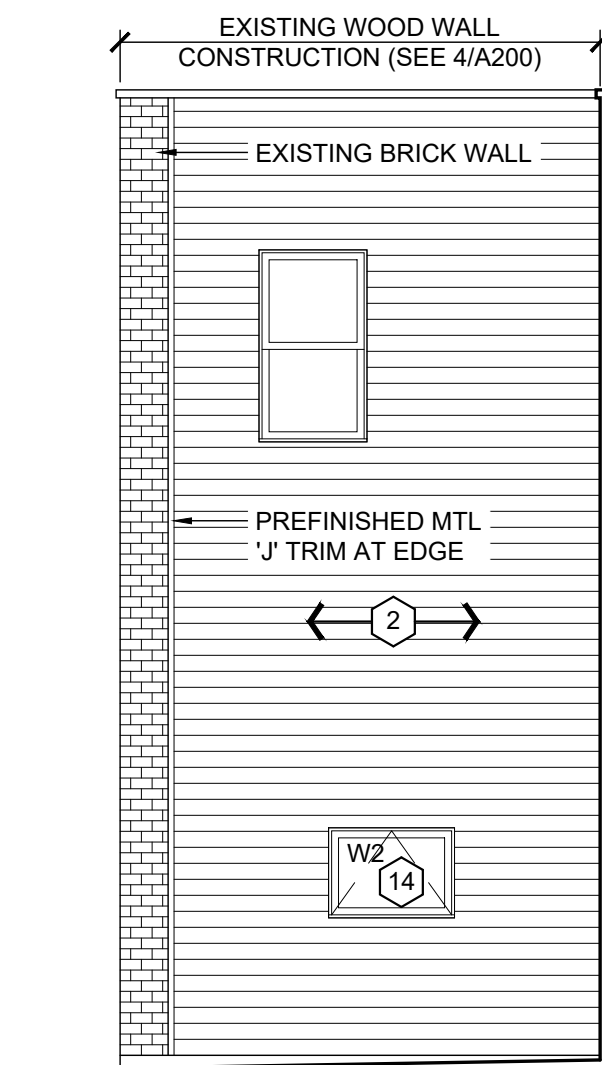 EXISTING WOOD WALL
CONSTRUCTION (SEE 4/A200)
EXISTING BRICK WALL
PREFINISHED MTL
'J' TRIM AT EDGE
2
W2
14